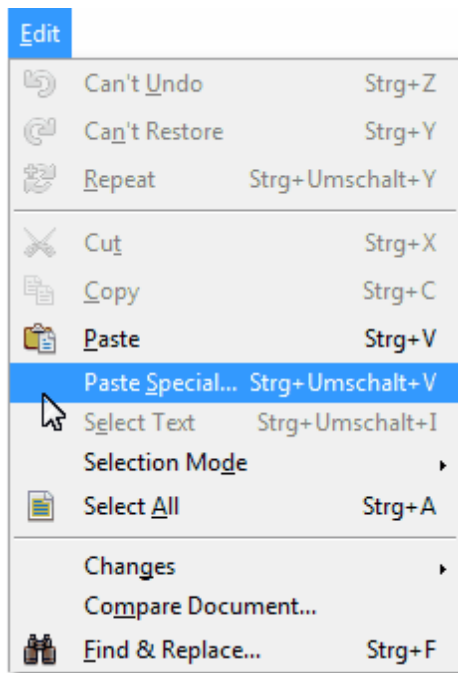 Edit
Can't Undo Strg+Z
Can't Restore Strg+Y
Repeat Strg+Umschalt+Y
Cut Strg+X
Copy Strg+C
Paste Strg+V
Paste Special... Strg+Umschalt+V
Select Text Strg+Umschalt+I
Selection Mode
Select All Strg+A
Changes
Compare Document...
Find & Replace... Strg+F